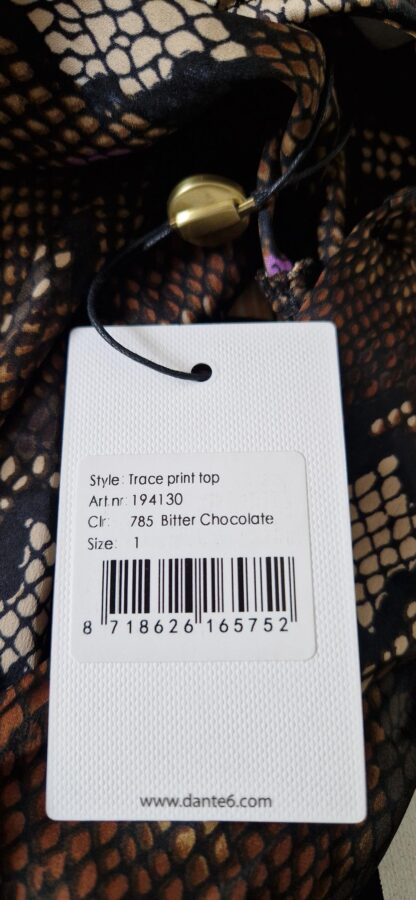 Style: Trace print top
Art.nr: 194130
Clr: 785 Bitter Chocolate
Size: 1
8 718626 165752
www.dante6.com